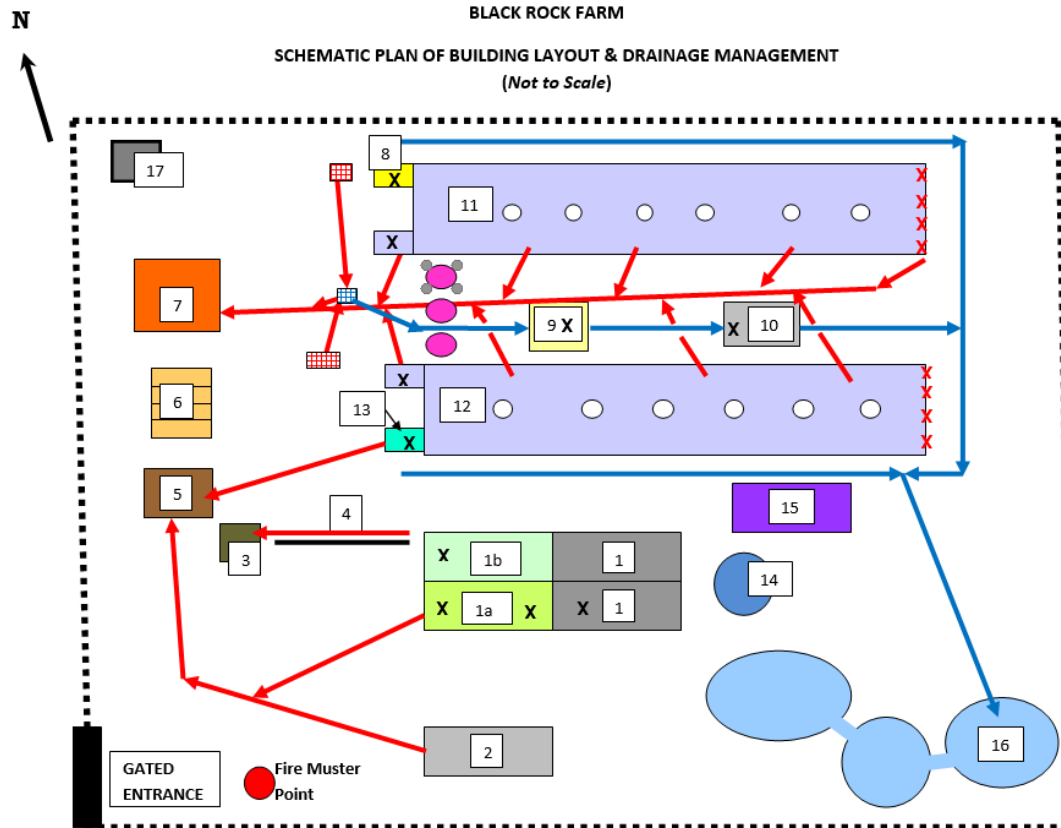 BLACK ROCK FARM
N
SCHEMATIC PLAN OF BUILDING LAYOUT & DRAINAGE MANAGEMENT
(Not to Scale)
8
17
X
11
X
X
X
X
X
7
9 X
X 10
X
12
X
X
X
X
6
13
X
5
15
4
3
X 1b
1
14
X 1a X
X 1
16
2
GATED
ENTRANCE
Fire Muster
Point